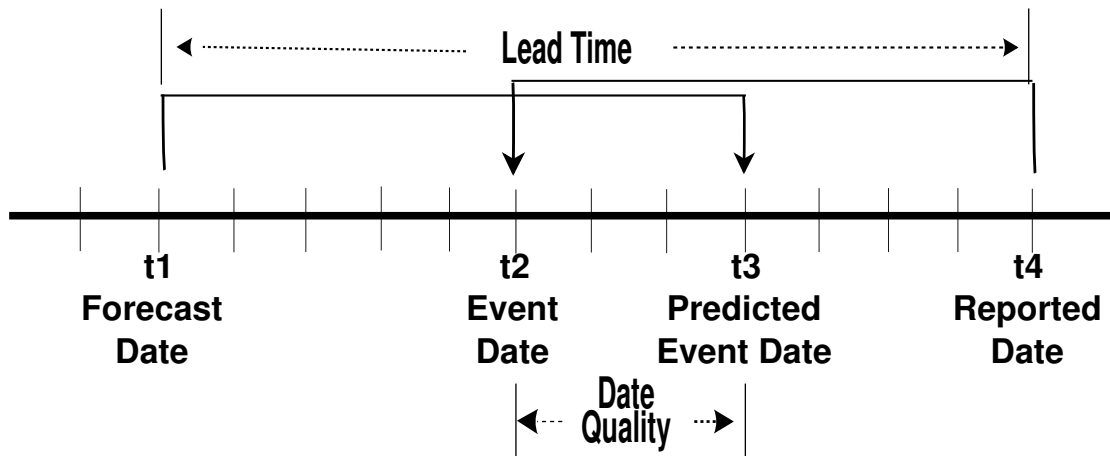 Lead Time
t1
Forecast
Date
t2
Event
Date
t3
Predicted
Event Date
t4
Reported
Date
Date
Quality